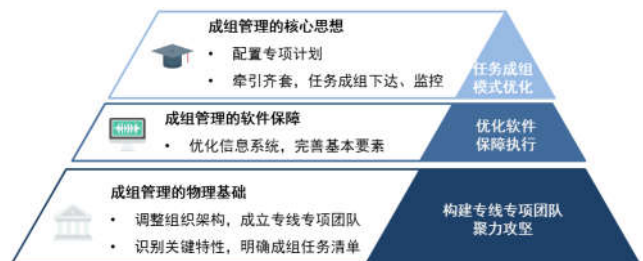 成组管理的核心思想
• 配置专项计划
• 牵引齐套，任务成组下达、监控
任务成组
模式优化
成组管理的软件保障
• 优化信息系统，完善基本要素
优化软件
保障执行
成组管理的物理基础
• 调整组织架构，成立专线专项团队
• 识别关键特性，明确成组任务清单
构建专线专项团队
聚力攻坚